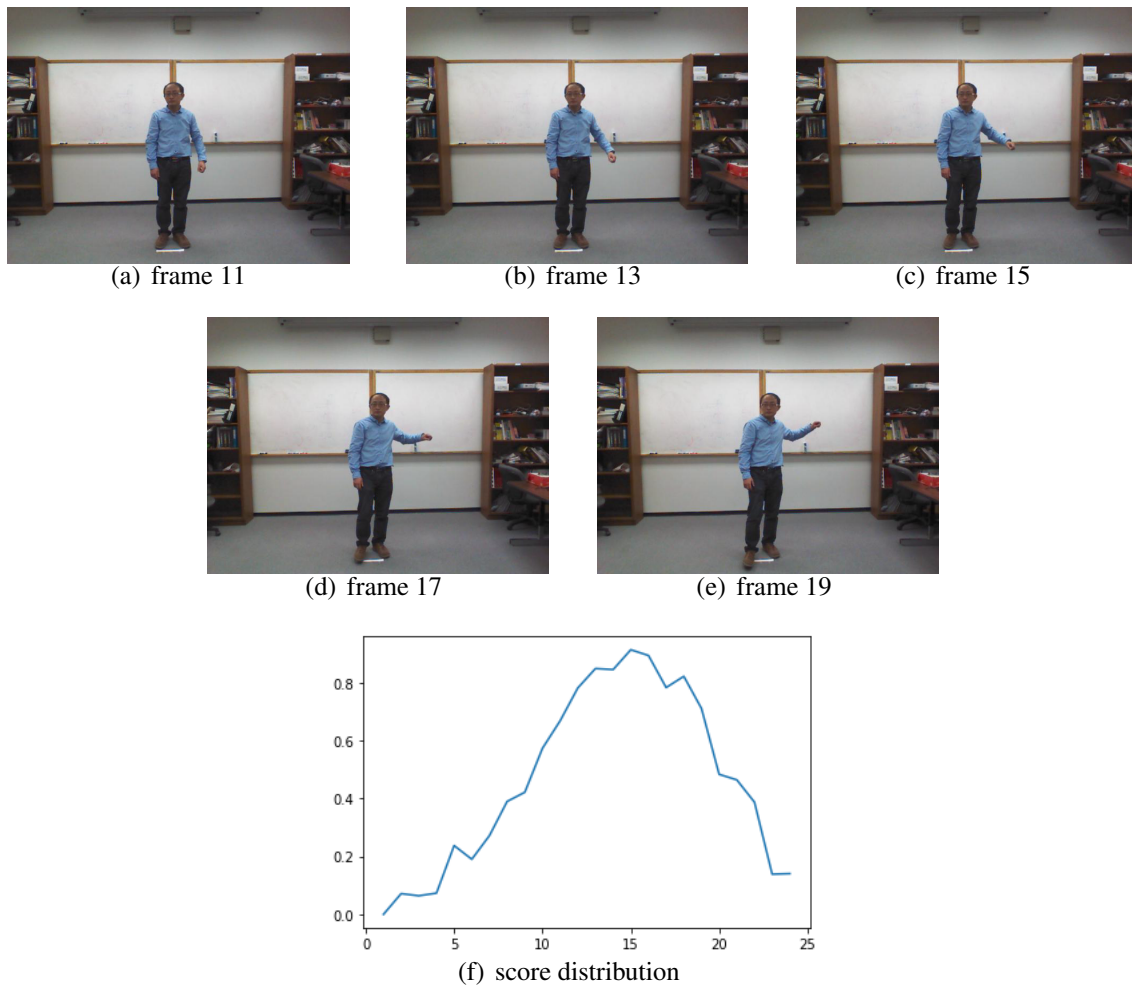 (a) frame 11
(b) frame 13
(c) frame 15
(d) frame 17
(e) frame 19
0.8
0.6
0.4
0.2
0.0
0 5 10 15 20 25
(f) score distribution